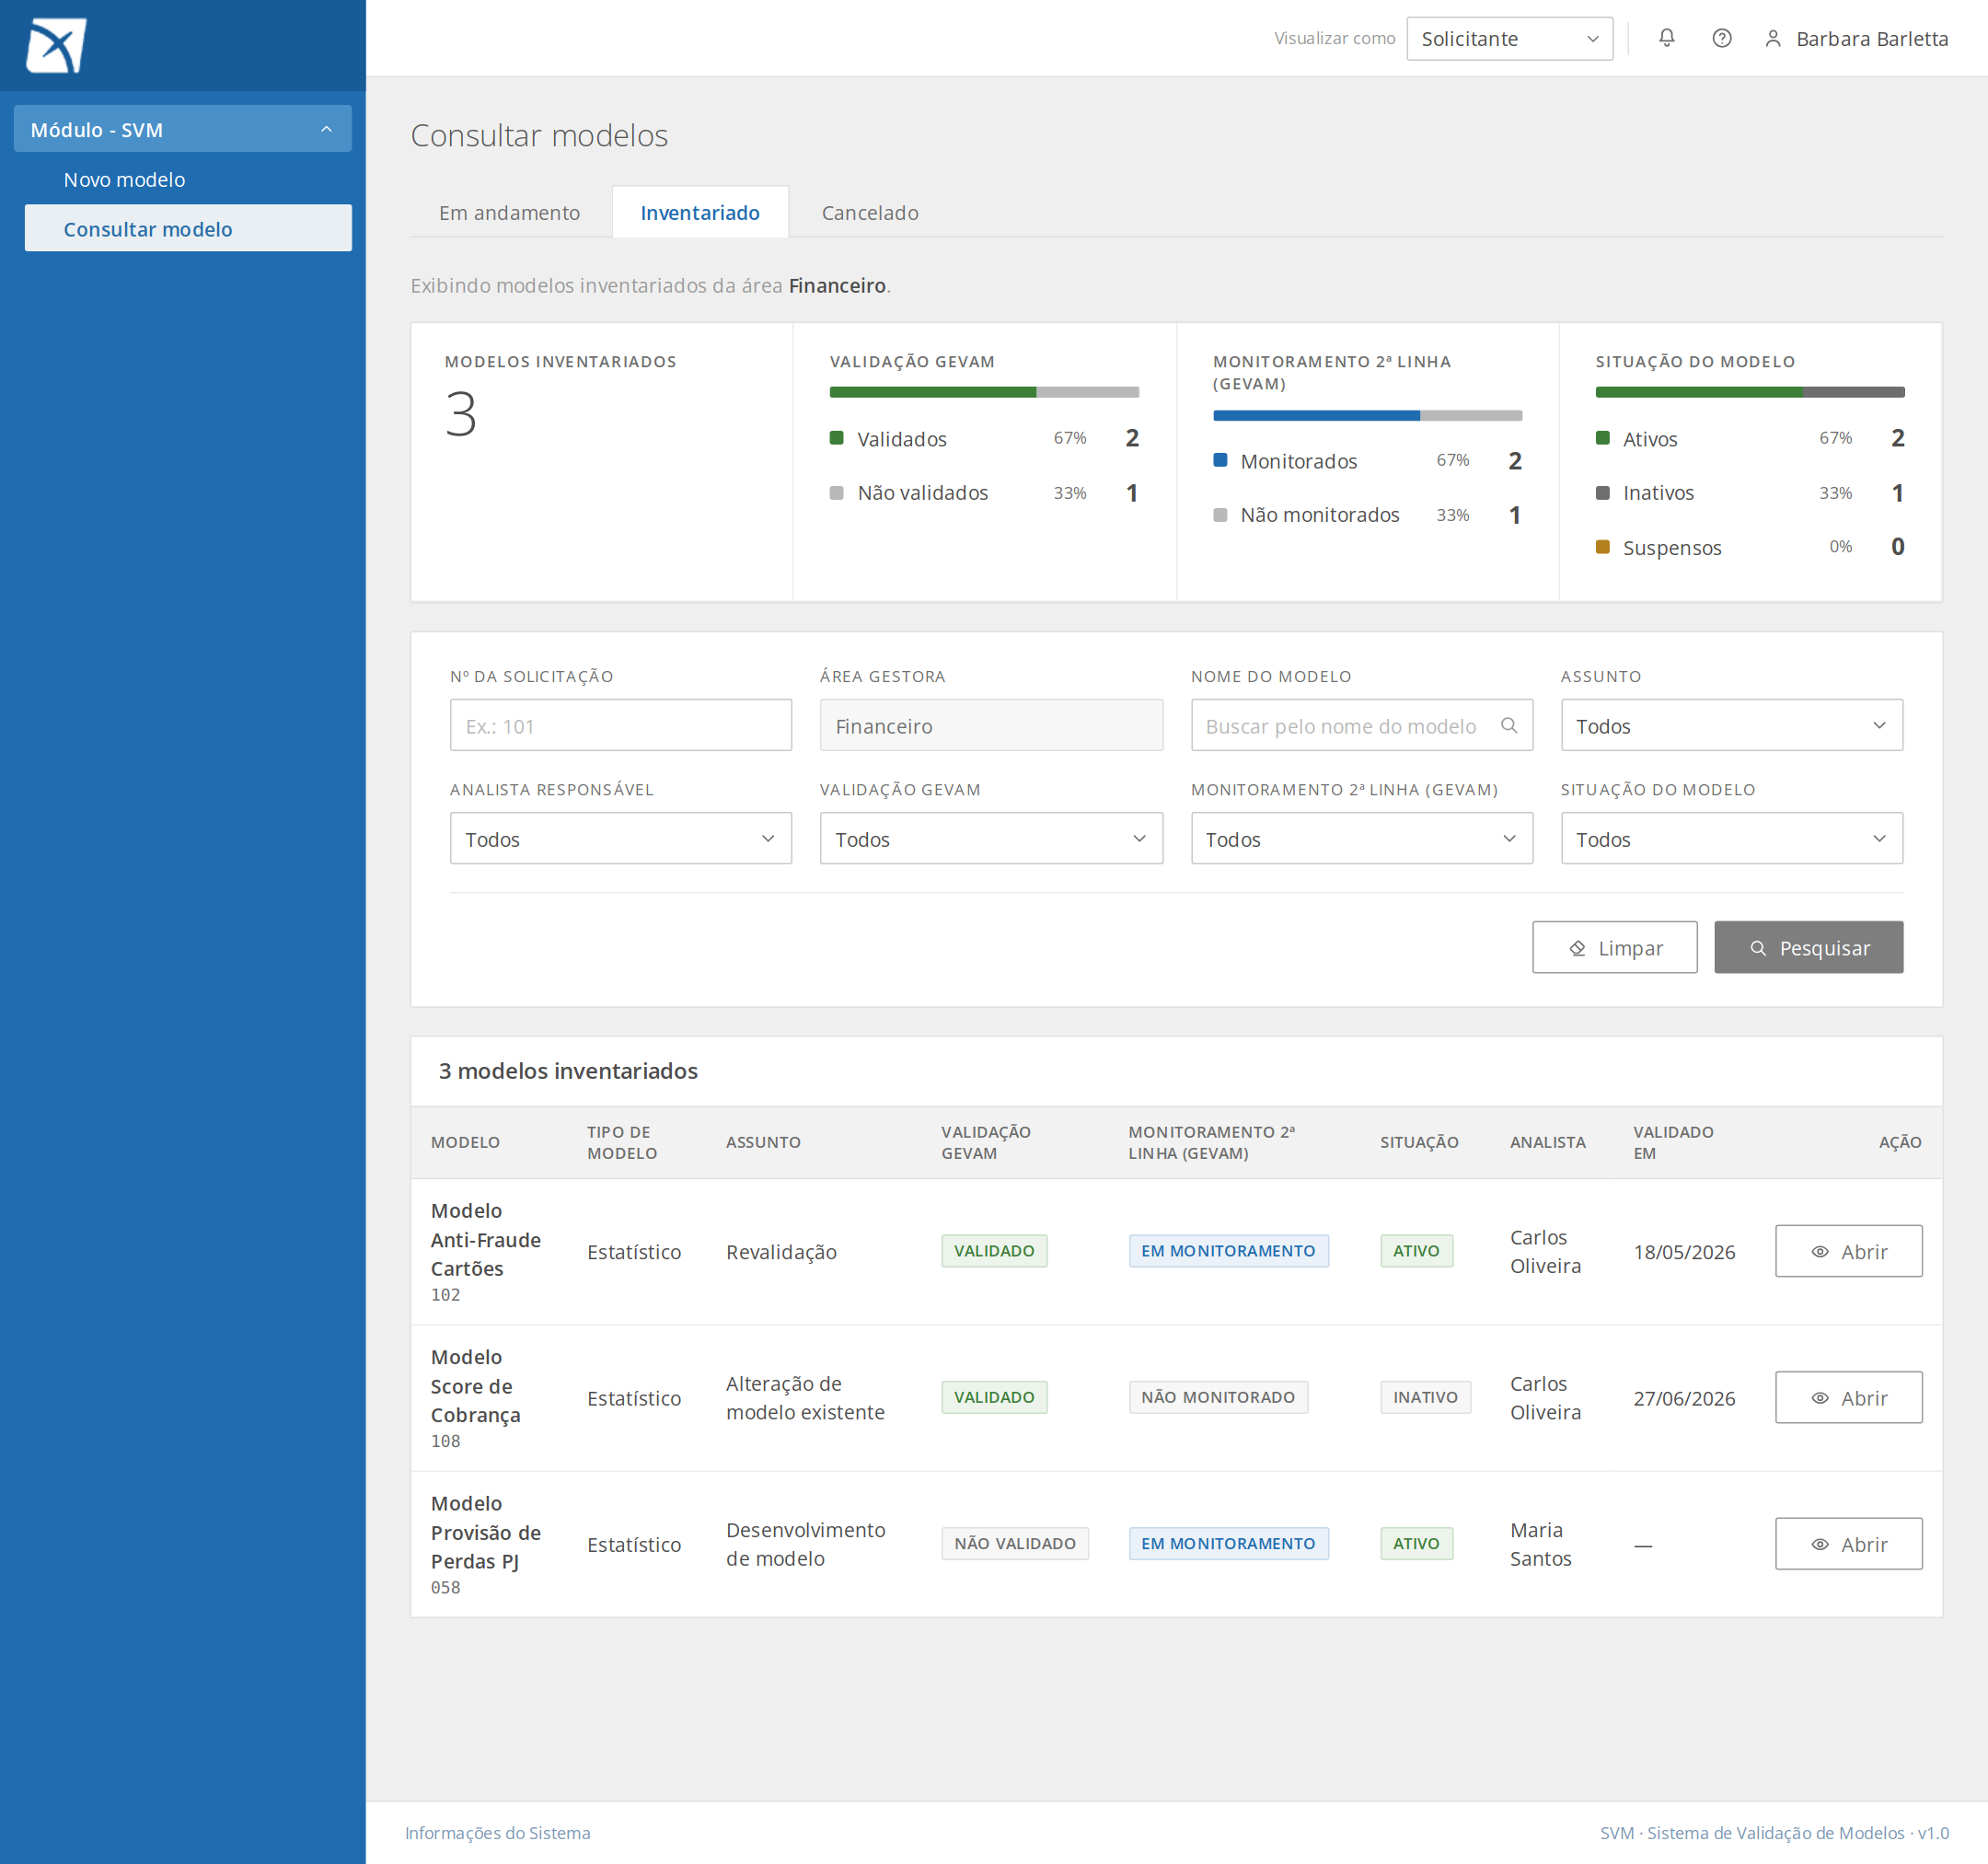 Visualizar como
Solicitante
Barbara Barletta
Módulo - SVM
Novo modelo
Consultar modelo
Consultar modelos
Em andamento
Inventariado
Cancelado
Exibindo modelos inventariados da área Financeiro.
MODELOS INVENTARIADOS
3
VALIDAÇÃO GEVAM
Validados 67% 2
Não validados 33% 1
MONITORAMENTO 2ª LINHA
(GEVAM)
Monitorados 67% 2
Não monitorados 33% 1
SITUAÇÃO DO MODELO
Ativos 67% 2
Inativos 33% 1
Suspensos 0% 0
Nº DA SOLICITAÇÃO
Ex.: 101
ÁREA GESTORA
Financeiro
NOME DO MODELO
Buscar pelo nome do modelo
ASSUNTO
Todos
ANALISTA RESPONSÁVEL
Todos
VALIDAÇÃO GEVAM
Todos
MONITORAMENTO 2ª LINHA (GEVAM)
Todos
SITUAÇÃO DO MODELO
Todos
Limpar
Pesquisar
3 modelos inventariados
MODELO
TIPO DE
MODELO
ASSUNTO
VALIDAÇÃO
GEVAM
MONITORAMENTO 2ª
LINHA (GEVAM)
SITUAÇÃO
ANALISTA
VALIDADO
EM
AÇÃO
Modelo
Anti-Fraude
Cartões
102
Estatístico
Revalidação
VALIDADO
EM MONITORAMENTO
ATIVO
Carlos
Oliveira
18/05/2026
Abrir
Modelo
Score de
Cobrança
108
Estatístico
Alteração de
modelo existente
VALIDADO
NÃO MONITORADO
INATIVO
Carlos
Oliveira
27/06/2026
Abrir
Modelo
Provisão de
Perdas PJ
058
Estatístico
Desenvolvimento
de modelo
NÃO VALIDADO
EM MONITORAMENTO
ATIVO
Maria
Santos
—
Abrir
Informações do Sistema
SVM · Sistema de Validação de Modelos · v1.0